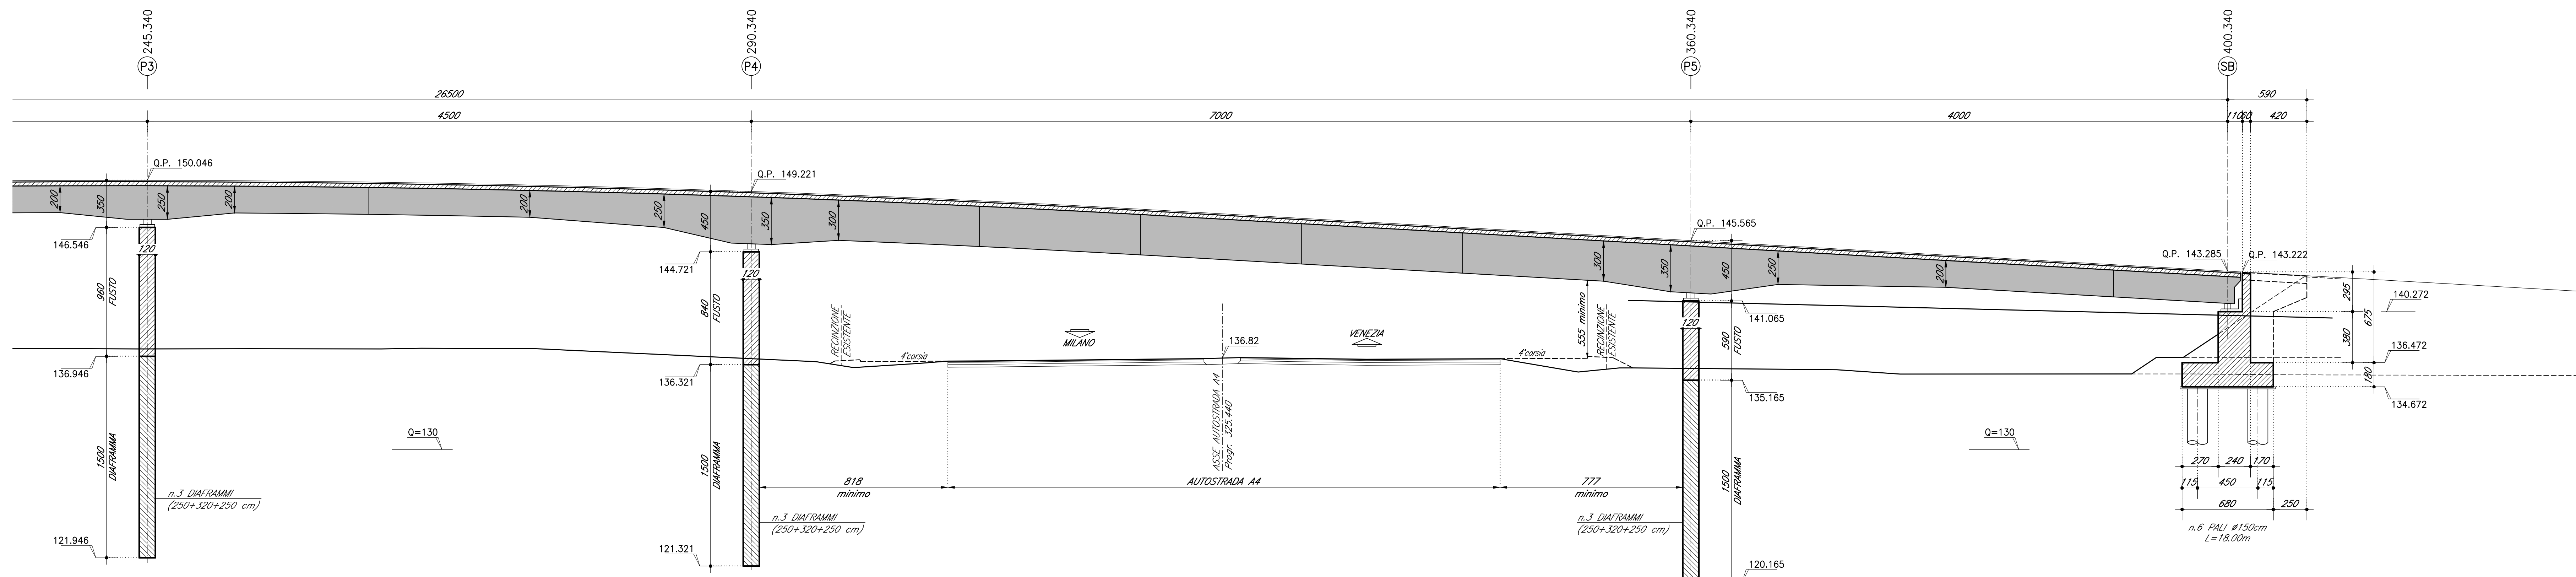 245.340
P3
290.340
P4
360.340
P5
400.340
SB
26500
590
4500
7000
4000
110
60
420
Q.P. 150.046
Q.P. 149.221
Q.P. 145.565
Q.P. 143.285
Q.P. 143.222
200
350
250
200
200
250
450
350
300
300
350
450
250
200
146.546
120
144.721
120
141.065
120
960
FUSTO
840
FUSTO
590
FUSTO
RECINZIONE
ESISTENTE
4°corsia
MILANO
136.82
VENEZIA
4°corsia
555 minimo
RECINZIONE
ESISTENTE
295
675
140.272
380
136.472
180
134.672
136.946
136.321
135.165
ASSE AUTOSTRADA A4
Progr. 325.440
Q=130
Q=130
1500
DIAFRAMMA
1500
DIAFRAMMA
1500
DIAFRAMMA
818
minimo
AUTOSTRADA A4
777
minimo
270
240
170
115
450
115
680
250
n.3 DIAFRAMMI
(250+320+250 cm)
n.3 DIAFRAMMI
(250+320+250 cm)
n.3 DIAFRAMMI
(250+320+250 cm)
n.6 PALI ø150cm
L=18.00m
121.946
121.321
120.165